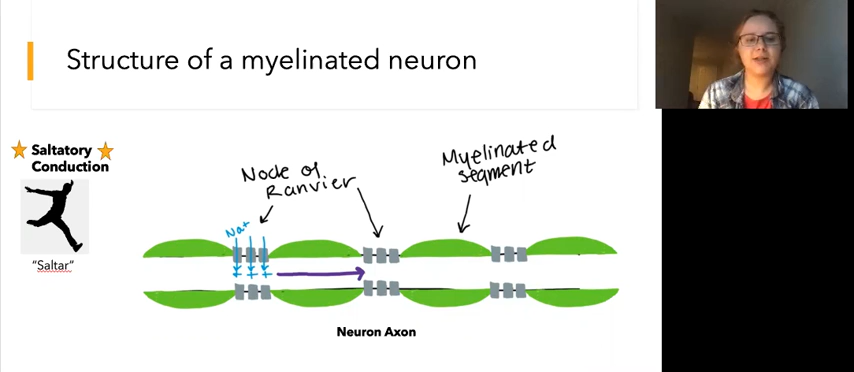 Structure of a myelinated neuron
Saltatory
Conduction
"Saltar"
Node of
Ranvier
Myelinated
segment
Na+
+ + +
Neuron Axon